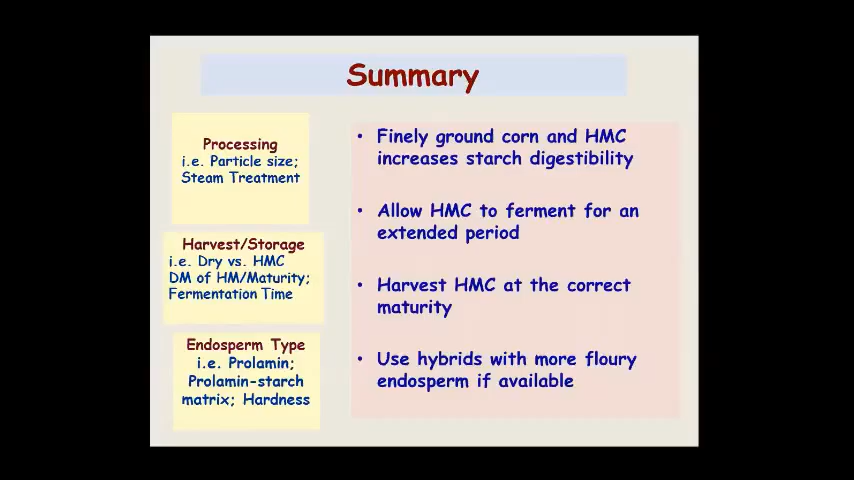 Summary
Processing
i.e. Particle size;
Steam Treatment
Harvest/Storage
i.e. Dry vs. HMC
DM of HM/Maturity;
Fermentation Time
Endosperm Type
i.e. Prolamin;
Prolamin-starch
matrix; Hardness
• Finely ground corn and HMC
increases starch digestibility
• Allow HMC to ferment for an
extended period
• Harvest HMC at the correct
maturity
• Use hybrids with more floury
endosperm if available